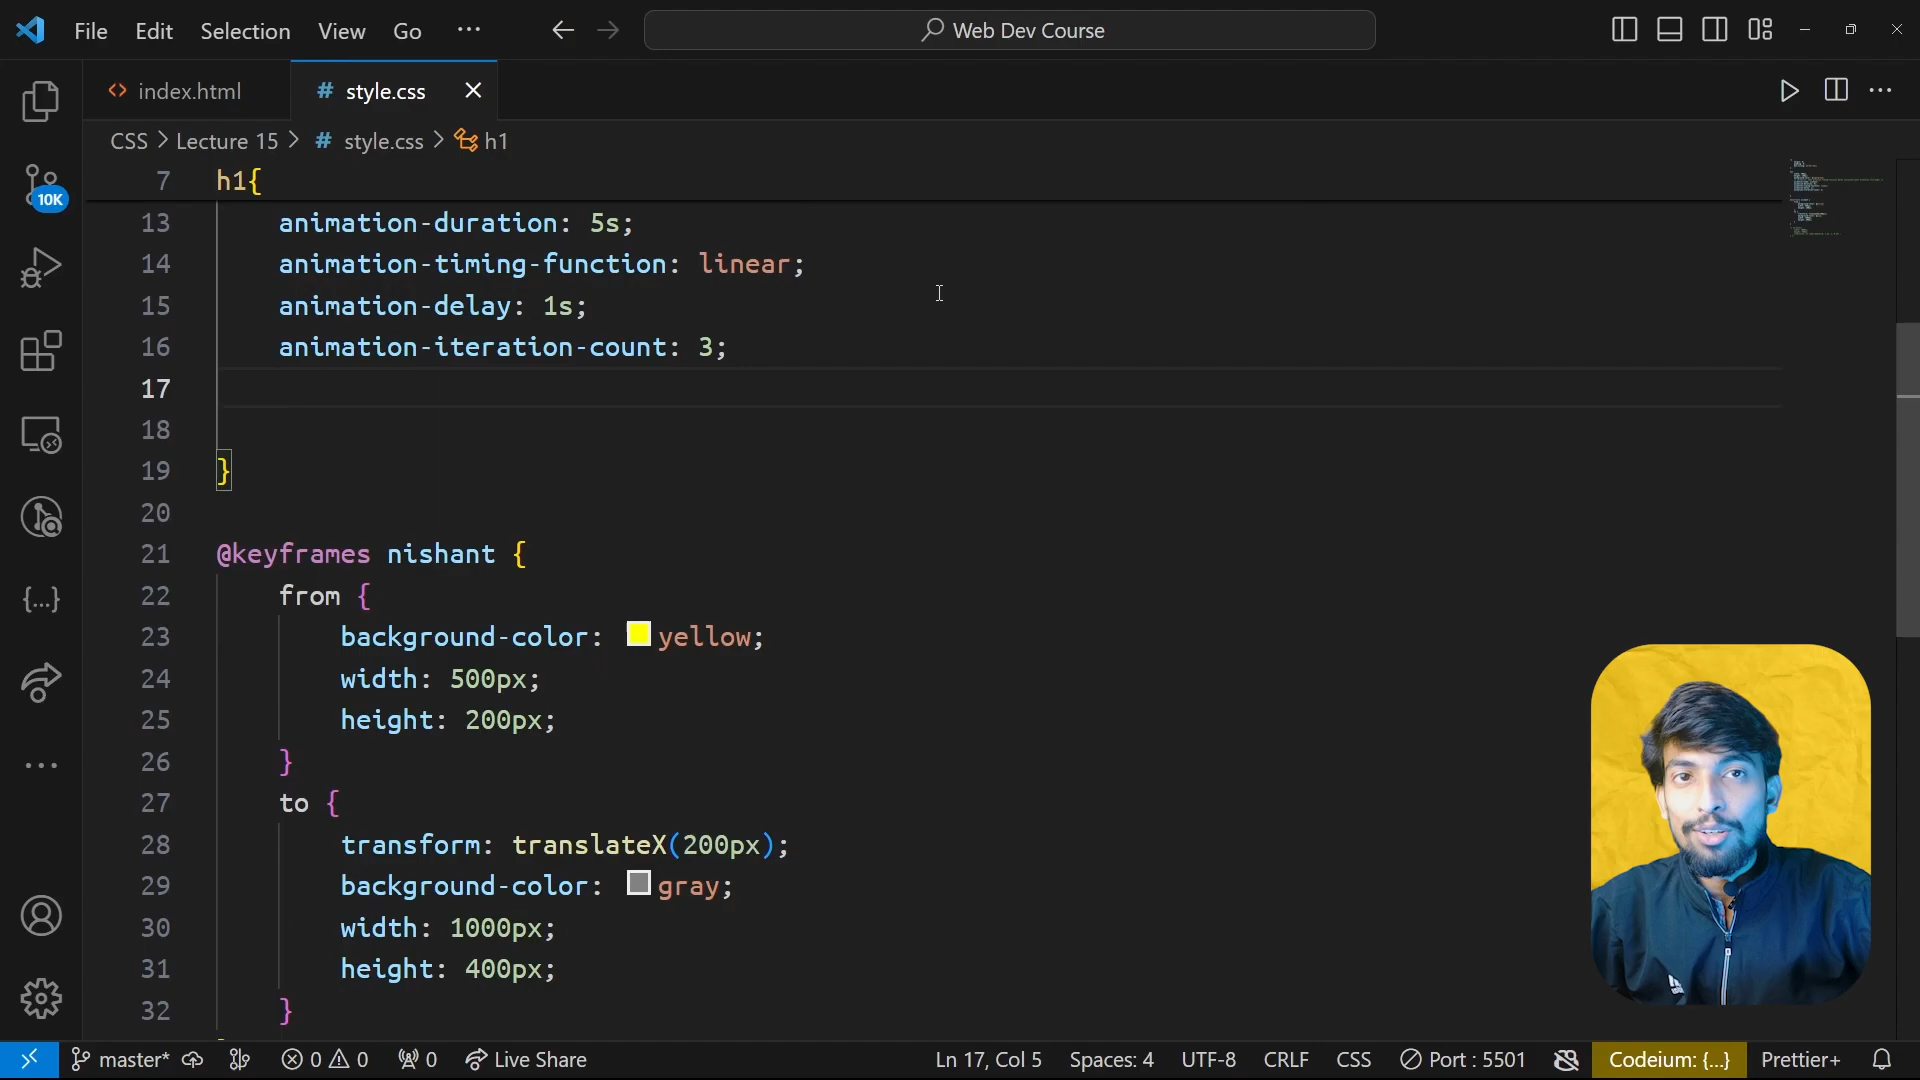 File Edit Selection View Go ··· Web Dev Course
index.html # style.css
CSS > Lecture 15 > # style.css > h1
7 h1{
13 animation-duration: 5s;
14 animation-timing-function: linear;
15 animation-delay: 1s;
16 animation-iteration-count: 3;
17
18
19 }
20
21 @keyframes nishant {
22 from {
23 background-color: yellow;
24 width: 500px;
25 height: 200px;
26 }
27 to {
28 transform: translateX(200px);
29 background-color: gray;
30 width: 1000px;
31 height: 400px;
32 }
10K
master* 0 0 0 Live Share Ln 17, Col 5 Spaces: 4 UTF-8 CRLF CSS Port : 5501 Codeium: {...} Prettier+